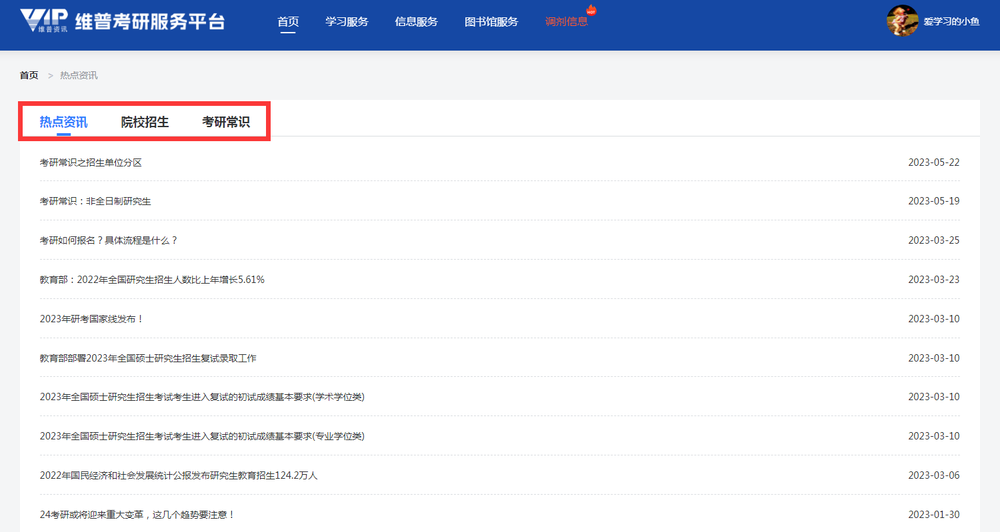 VIP 维普资讯 维普考研服务平台 首页 学习服务 信息服务 图书馆服务 调剂信息 HOT 爱学习的小鱼
首页 > 热点资讯
热点资讯 院校招生 考研常识
考研常识之招生单位分区 2023-05-22
考研常识：非全日制研究生 2023-05-19
考研如何报名？具体流程是什么？ 2023-03-25
教育部：2022年全国研究生招生人数比上年增长5.61% 2023-03-23
2023年研考国家线发布！ 2023-03-10
教育部部署2023年全国硕士研究生招生复试录取工作 2023-03-10
2023年全国硕士研究生招生考试考生进入复试的初试成绩基本要求(学术学位类) 2023-03-10
2023年全国硕士研究生招生考试考生进入复试的初试成绩基本要求(专业学位类) 2023-03-10
2022年国民经济和社会发展统计公报发布研究生教育招生124.2万人 2023-03-06
24考研或将迎来重大变革，这几个趋势要注意！ 2023-01-30